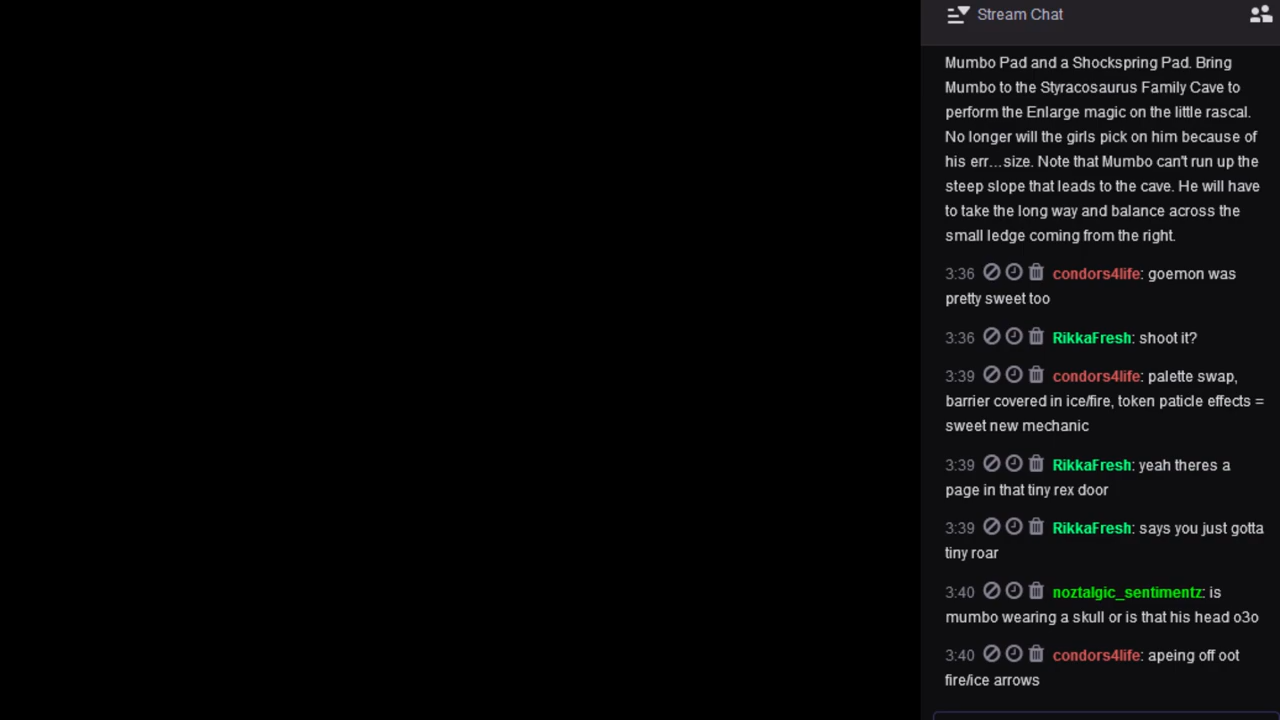 Stream Chat
Mumbo Pad and a Shockspring Pad. Bring
Mumbo to the Styracosaurus Family Cave to
perform the Enlarge magic on the little rascal.
No longer will the girls pick on him because of
his err...size. Note that Mumbo can't run up the
steep slope that leads to the cave. He will have
to take the long way and balance across the
small ledge coming from the right.
3:36 condors4life: goemon was
pretty sweet too
3:36 RikkaFresh: shoot it?
3:39 condors4life: palette swap,
barrier covered in ice/fire, token paticle effects =
sweet new mechanic
3:39 RikkaFresh: yeah theres a
page in that tiny rex door
3:39 RikkaFresh: says you just gotta
tiny roar
3:40 noztalgic_sentimentz: is
mumbo wearing a skull or is that his head o3o
3:40 condors4life: apeing off oot
fire/ice arrows